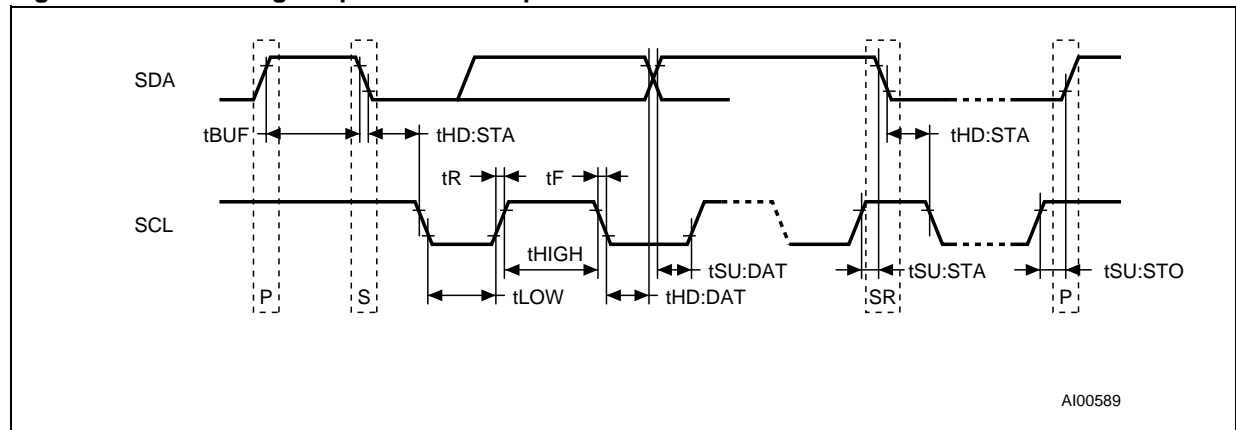 SDA
tBUF
tHD:STA
tHD:STA
tR
tF
SCL
tHIGH
tSU:DAT
tSU:STA
tSU:STO
P
S
tLOW
tHD:DAT
SR
P
AI00589